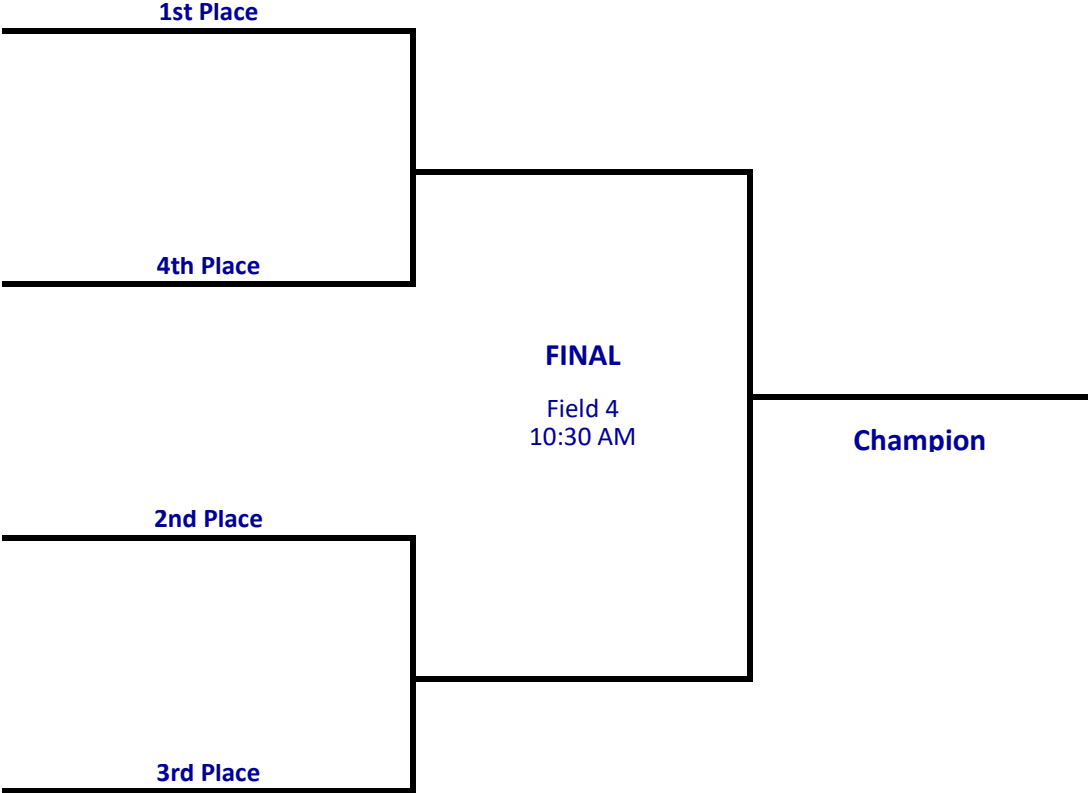 1st Place
4th Place
FINAL
Field 4
10:30 AM
Champion
2nd Place
3rd Place